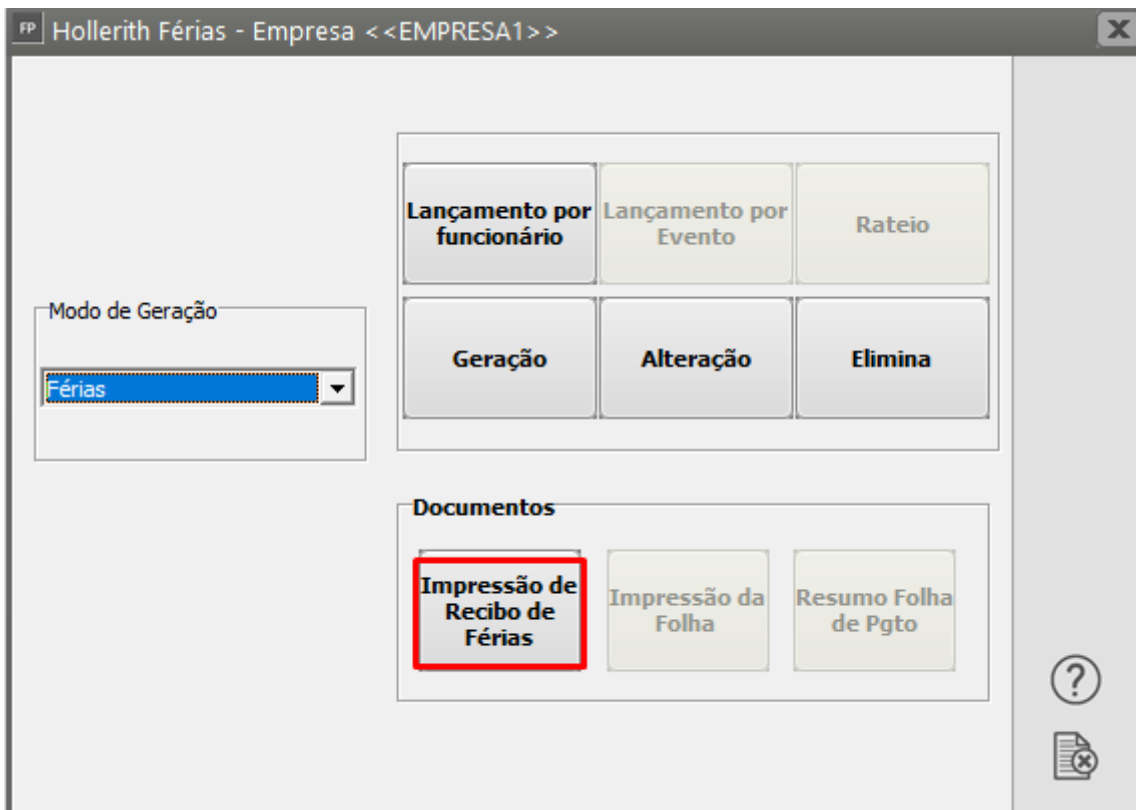 FP Hollerith Férias - Empresa <<EMPRESA1>>
Lançamento por
funcionário
Lançamento por
Evento
Rateio
Modo de Geração
Férias
Geração
Alteração
Elimina
Documentos
Impressão de
Recibo de
Férias
Impressão da
Folha
Resumo Folha
de Pgto
?